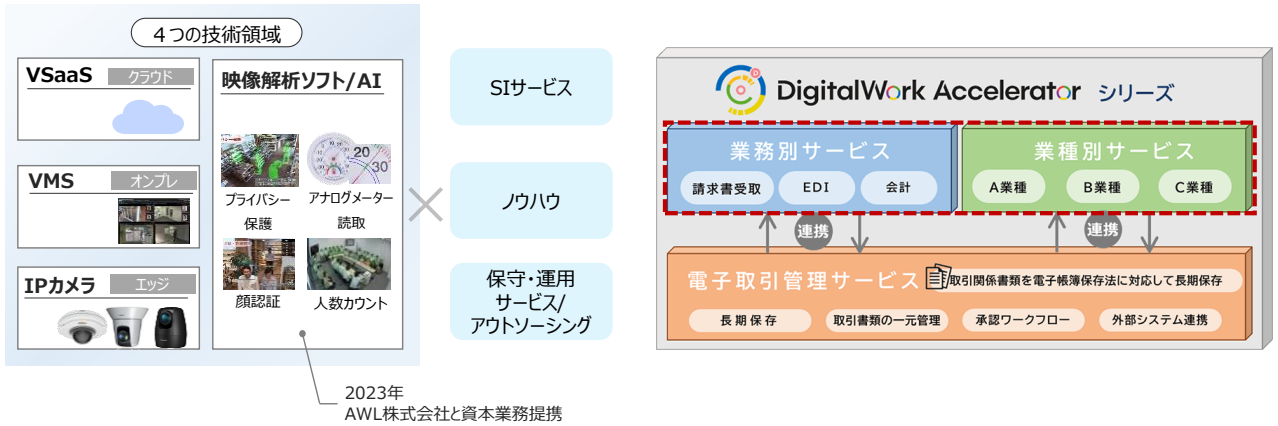 4つの技術領域
VSaaS
クラウド
VMS
オンプレ
IPカメラ
エッジ
映像解析ソフト/AI
プライバシー
保護
20
30
アナログメーター
読取
顔認証
人数カウント
2023年
AWL株式会社と資本業務提携
SIサービス
ノウハウ
保守・運用
サービス/
アウトソーシング
DigitalWork Accelerator シリーズ
業務別サービス
請求書受取
EDI
会計
業種別サービス
A業種
B業種
C業種
連携
連携
電子取引管理サービス
取引関係書類を電子帳簿保存法に対応して長期保存
長期保存
取引書類の一元管理
承認ワークフロー
外部システム連携